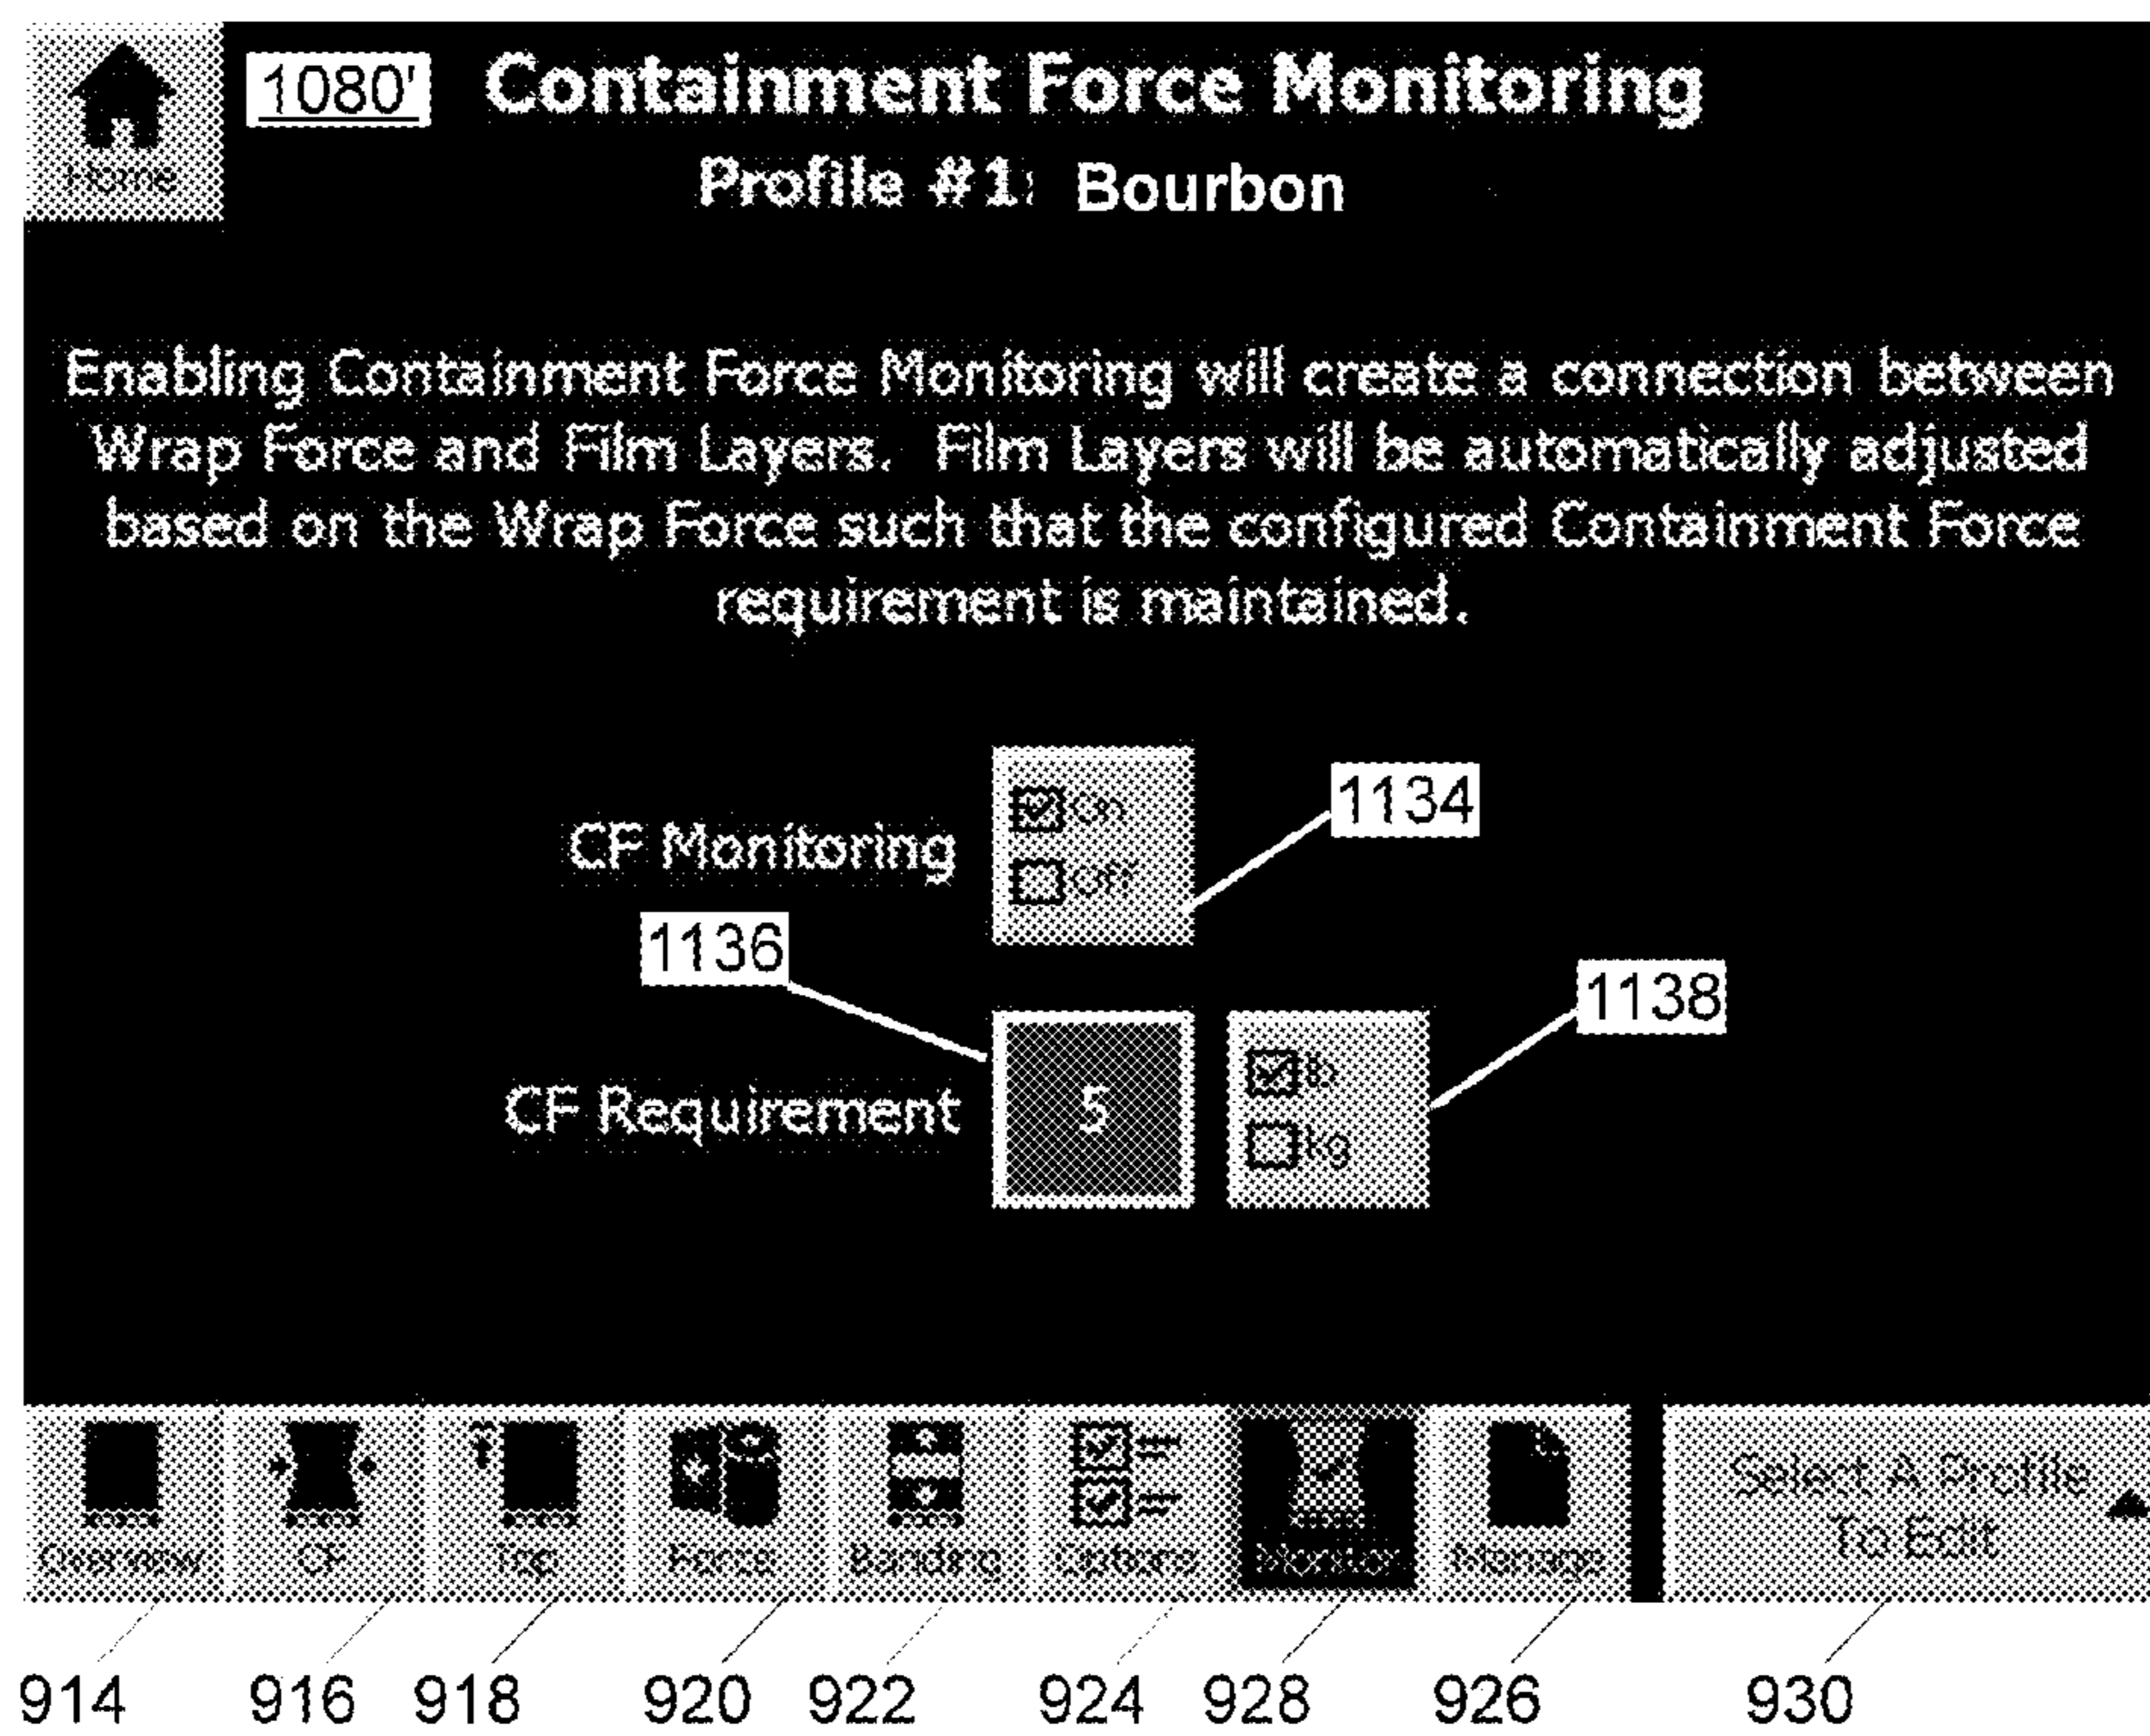 Home
1080' Containment Force Monitoring
Profile #1: Bourbon
Enabling Containment Force Monitoring will create a connection between
Wrap Force and Film Layers. Film Layers will be automatically adjusted
based on the Wrap Force such that the configured Containment Force
requirement is maintained.
CF Monitoring
On
Off
1134
1136
CF Requirement
5
lb
kg
1138
Overview
CF
Top
Force
Banding
Options
Monitor
Manage
Select A Profile
To Edit
914 916 918 920 922 924 928 926 930